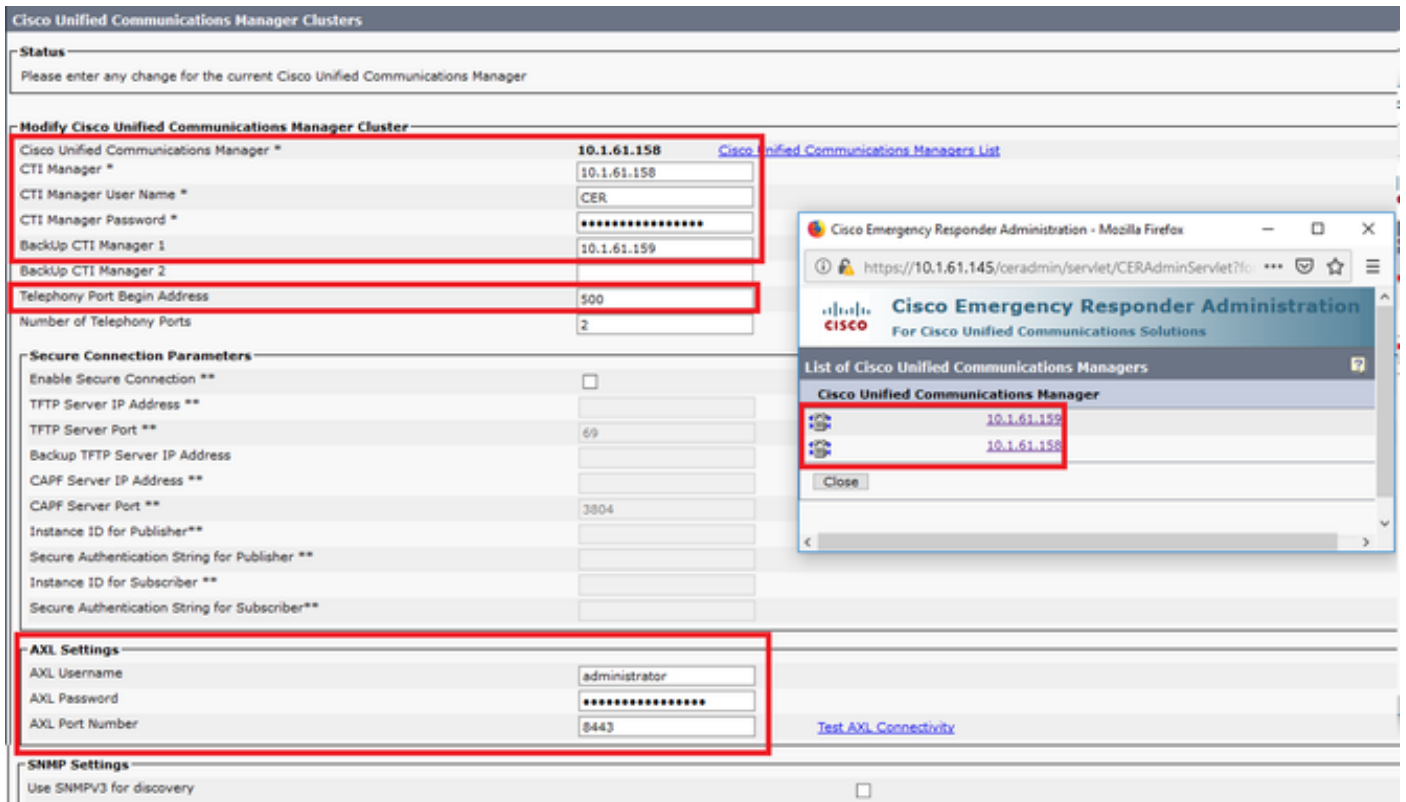 Cisco Unified Communications Manager Clusters
Status
Please enter any change for the current Cisco Unified Communications Manager
Modify Cisco Unified Communications Manager Cluster
Cisco Unified Communications Manager * 10.1.61.158 Cisco Unified Communications Managers List
CTI Manager * 10.1.61.158
CTI Manager User Name * CER
CTI Manager Password * ••••••••••••••••
BackUp CTI Manager 1 10.1.61.159
BackUp CTI Manager 2
Telephony Port Begin Address 500
Number of Telephony Ports 2
Secure Connection Parameters
Enable Secure Connection **
TFTP Server IP Address **
TFTP Server Port ** 69
Backup TFTP Server IP Address
CAPF Server IP Address **
CAPF Server Port ** 3804
Instance ID for Publisher**
Secure Authentication String for Publisher **
Instance ID for Subscriber **
Secure Authentication String for Subscriber**
AXL Settings
AXL Username administrator
AXL Password ••••••••••••••••
AXL Port Number 8443 Test AXL Connectivity
SNMP Settings
Use SNMPV3 for discovery
Cisco Emergency Responder Administration - Mozilla Firefox
https://10.1.61.145/ceradmin/servlet/CERAdminServlet?fo
CISCO
Cisco Emergency Responder Administration
For Cisco Unified Communications Solutions
List of Cisco Unified Communications Managers
Cisco Unified Communications Manager
10.1.61.159
10.1.61.158
Close